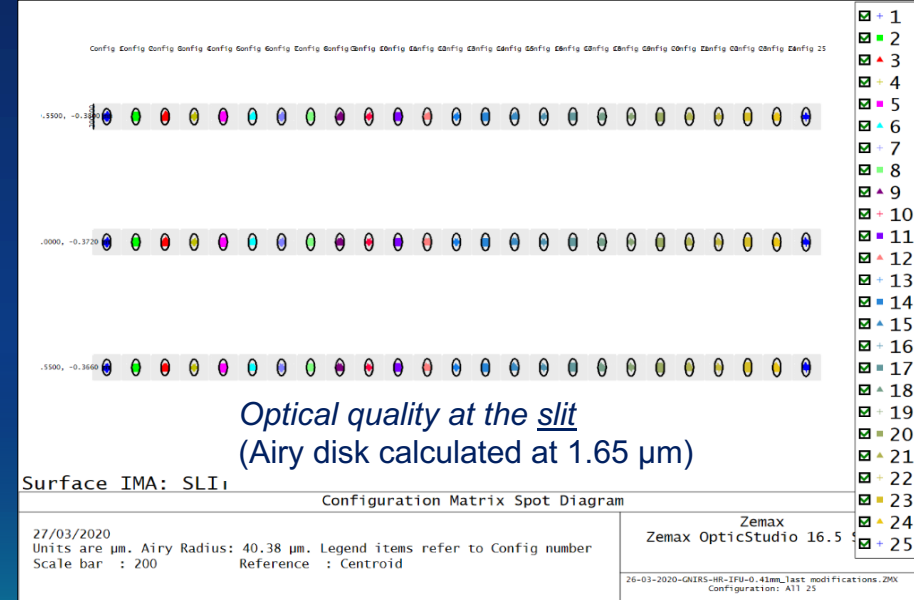 1
2
3
4
5
6
7
8
9
10
11
12
13
14
15
16
17
18
19
20
21
22
23
24
25
Config 25
.5500, -0.3800
.0000, -0.3720
.5500, -0.3660
Optical quality at the slit
(Airy disk calculated at 1.65 µm)
Surface IMA: SLI
Configuration Matrix Spot Diagram
27/03/2020
Units are µm. Airy Radius: 40.38 µm. Legend items refer to Config number
Scale bar : 200 Reference : Centroid
Zemax
Zemax OpticStudio 16.5
26-03-2020-GNIRS-HR-IFU-0.41mm_last modifications.ZMX
Configuration: All 25